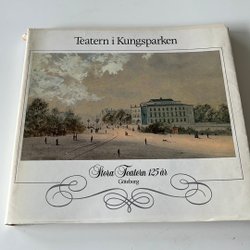 Teatern i Kungsparken
Stora Teatern 125 år
Göteborg